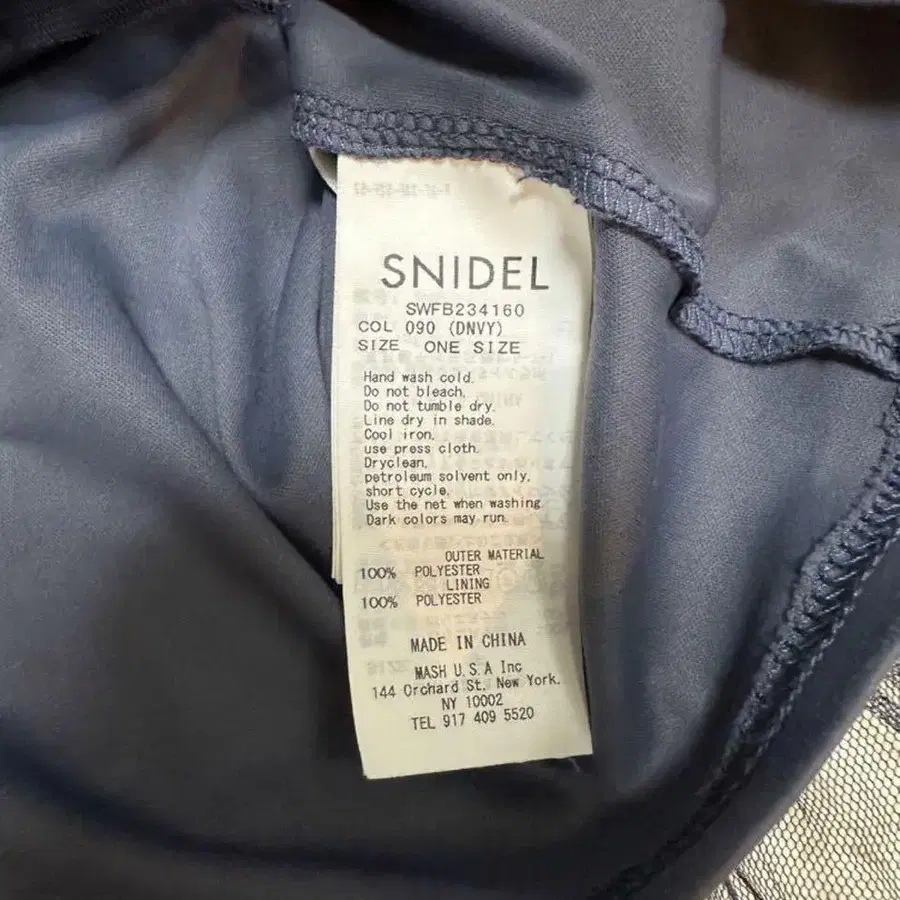 SNIDEL
SWFB234160
COL 090 (DNVY)
SIZE ONE SIZE
Hand wash cold.
Do not bleach,
Do not tumble dry.
Line dry in shade.
Cool iron,
use press cloth.
Dryclean,
petroleum solvent only,
short cycle,
Use the net when washing.
Dark colors may run.
OUTER MATERIAL
100% POLYESTER
LINING
100% POLYESTER
MADE IN CHINA
MASH U.S.A Inc
144 Orchard St. New York.
NY 10002
TEL 917 409 5520